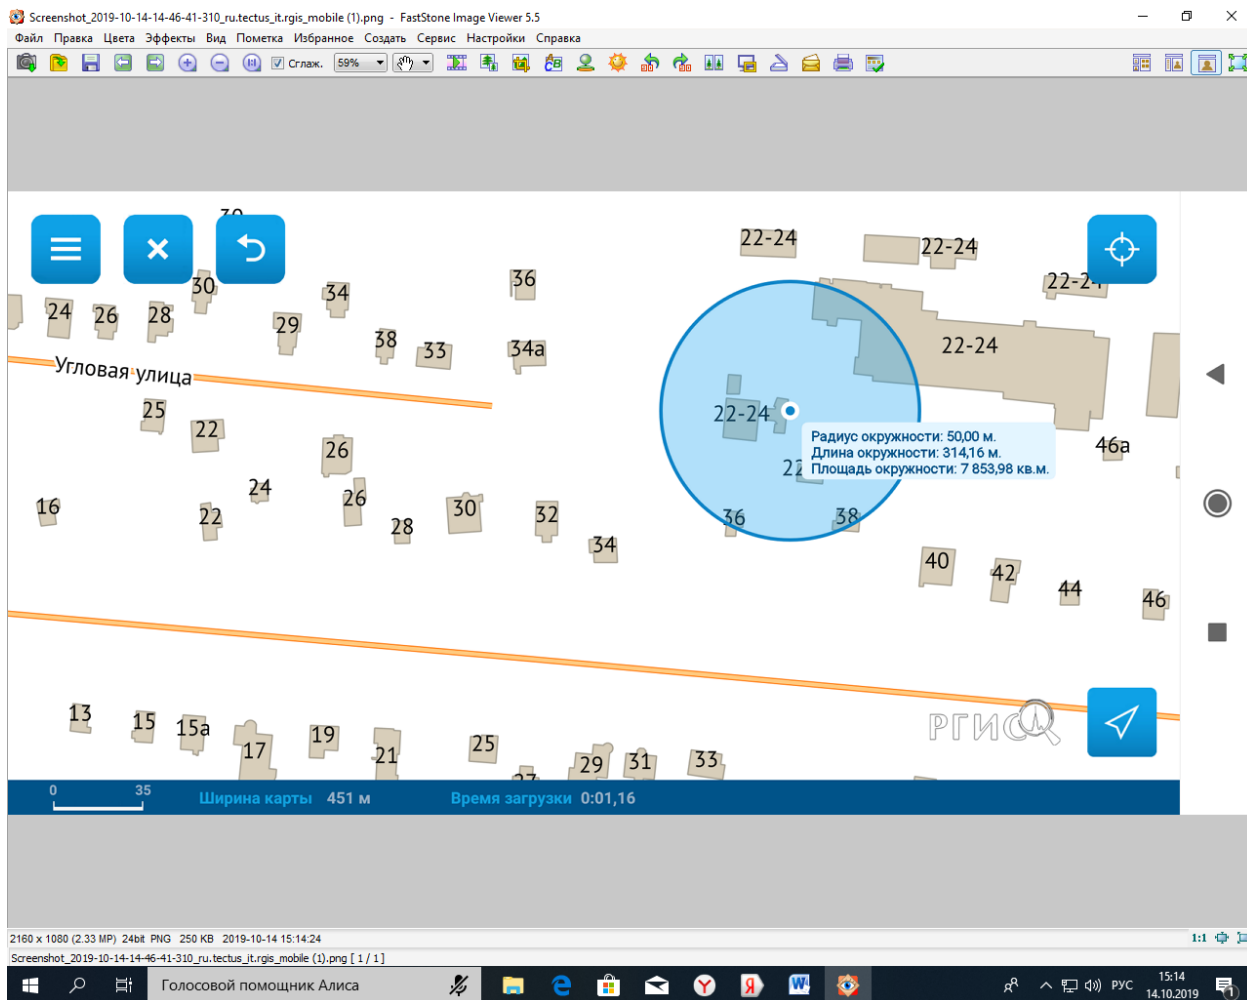 Screenshot_2019-10-14-14-46-41-310_ru.tectus_it.rgis_mobile (1).png - FastStone Image Viewer 5.5
Файл Правка Цвета Эффекты Вид Пометка Избранное Создать Сервис Настройки Справка
Сглаж. 59%
30
22-24
22-24
30
34
36
22-24
24
26
28
29
38
33
34а
22-24
Угловая улица
25
22
22-24
26
Радиус окружности: 50,00 м.
Длина окружности: 314,16 м.
Площадь окружности: 7 853,98 кв.м.
46а
22
24
26
16
22
28
30
32
34
36
38
40
42
44
46
13
15
15а
17
19
21
25
27
29
31
33
РГИС
0 35
Ширина карты 451 м
Время загрузки 0:01,16
2160 x 1080 (2.33 MP) 24bit PNG 250 KB 2019-10-14 15:14:24
1:1
Screenshot_2019-10-14-14-46-41-310_ru.tectus_it.rgis_mobile (1).png [ 1 / 1 ]
Голосовой помощник Алиса
РУС
15:14
14.10.2019
1